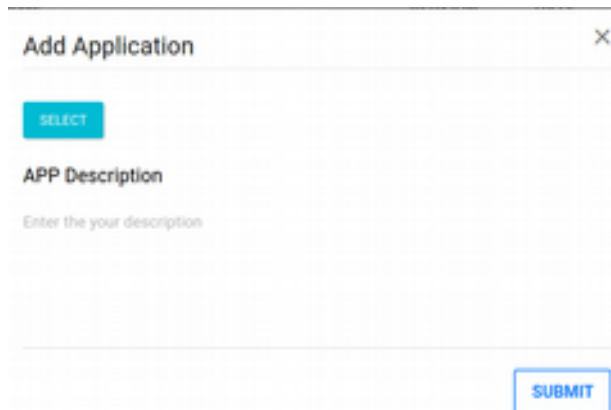 Add Application
×
SELECT
APP Description
Enter the your description
SUBMIT